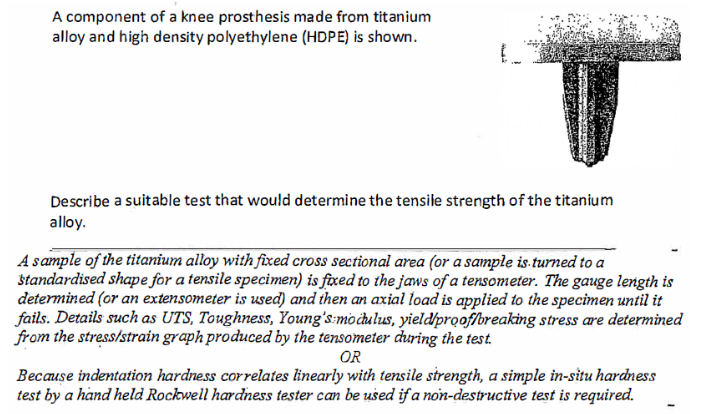 A component of a knee prosthesis made from titanium
alloy and high density polyethylene (HDPE) is shown.
Describe a suitable test that would determine the tensile strength of the titanium
alloy.
A sample of the titanium alloy with fixed cross sectional area (or a sample is turned to a
standardised shape for a tensile specimen) is fixed to the jaws of a tensometer. The gauge length is
determined (or an extensometer is used) and then an axial load is applied to the specimen until it
fails. Details such as UTS, Toughness, Young's modulus, yield/proof/breaking stress are determined
from the stress/strain graph produced by the tensometer during the test.
OR
Because indentation hardness correlates linearly with tensile strength, a simple in-situ hardness
test by a hand held Rockwell hardness tester can be used if a non-destructive test is required.